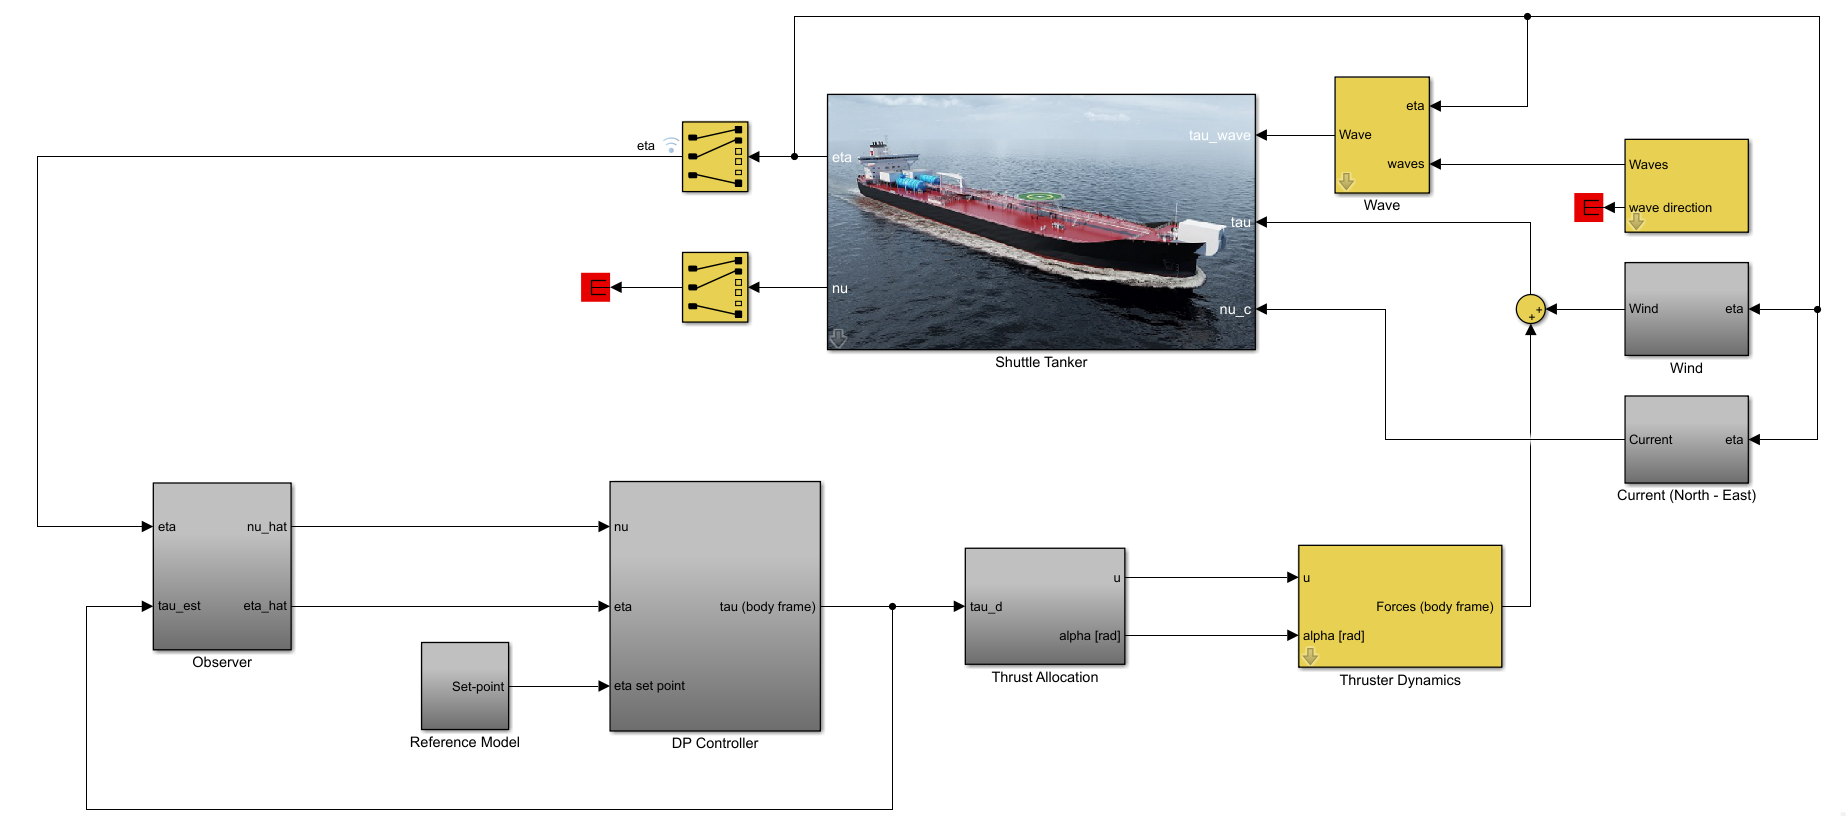 eta
eta
tau_wave
tau
nu
nu_c
Shuttle Tanker
eta
Wave
waves
Wave
Waves
wave direction
Wind
eta
Wind
Current
eta
Current (North - East)
eta
nu_hat
tau_est
eta_hat
Observer
Set-point
Reference Model
nu
eta
tau (body frame)
eta set point
DP Controller
u
tau_d
alpha [rad]
Thrust Allocation
u
Forces (body frame)
alpha [rad]
Thruster Dynamics